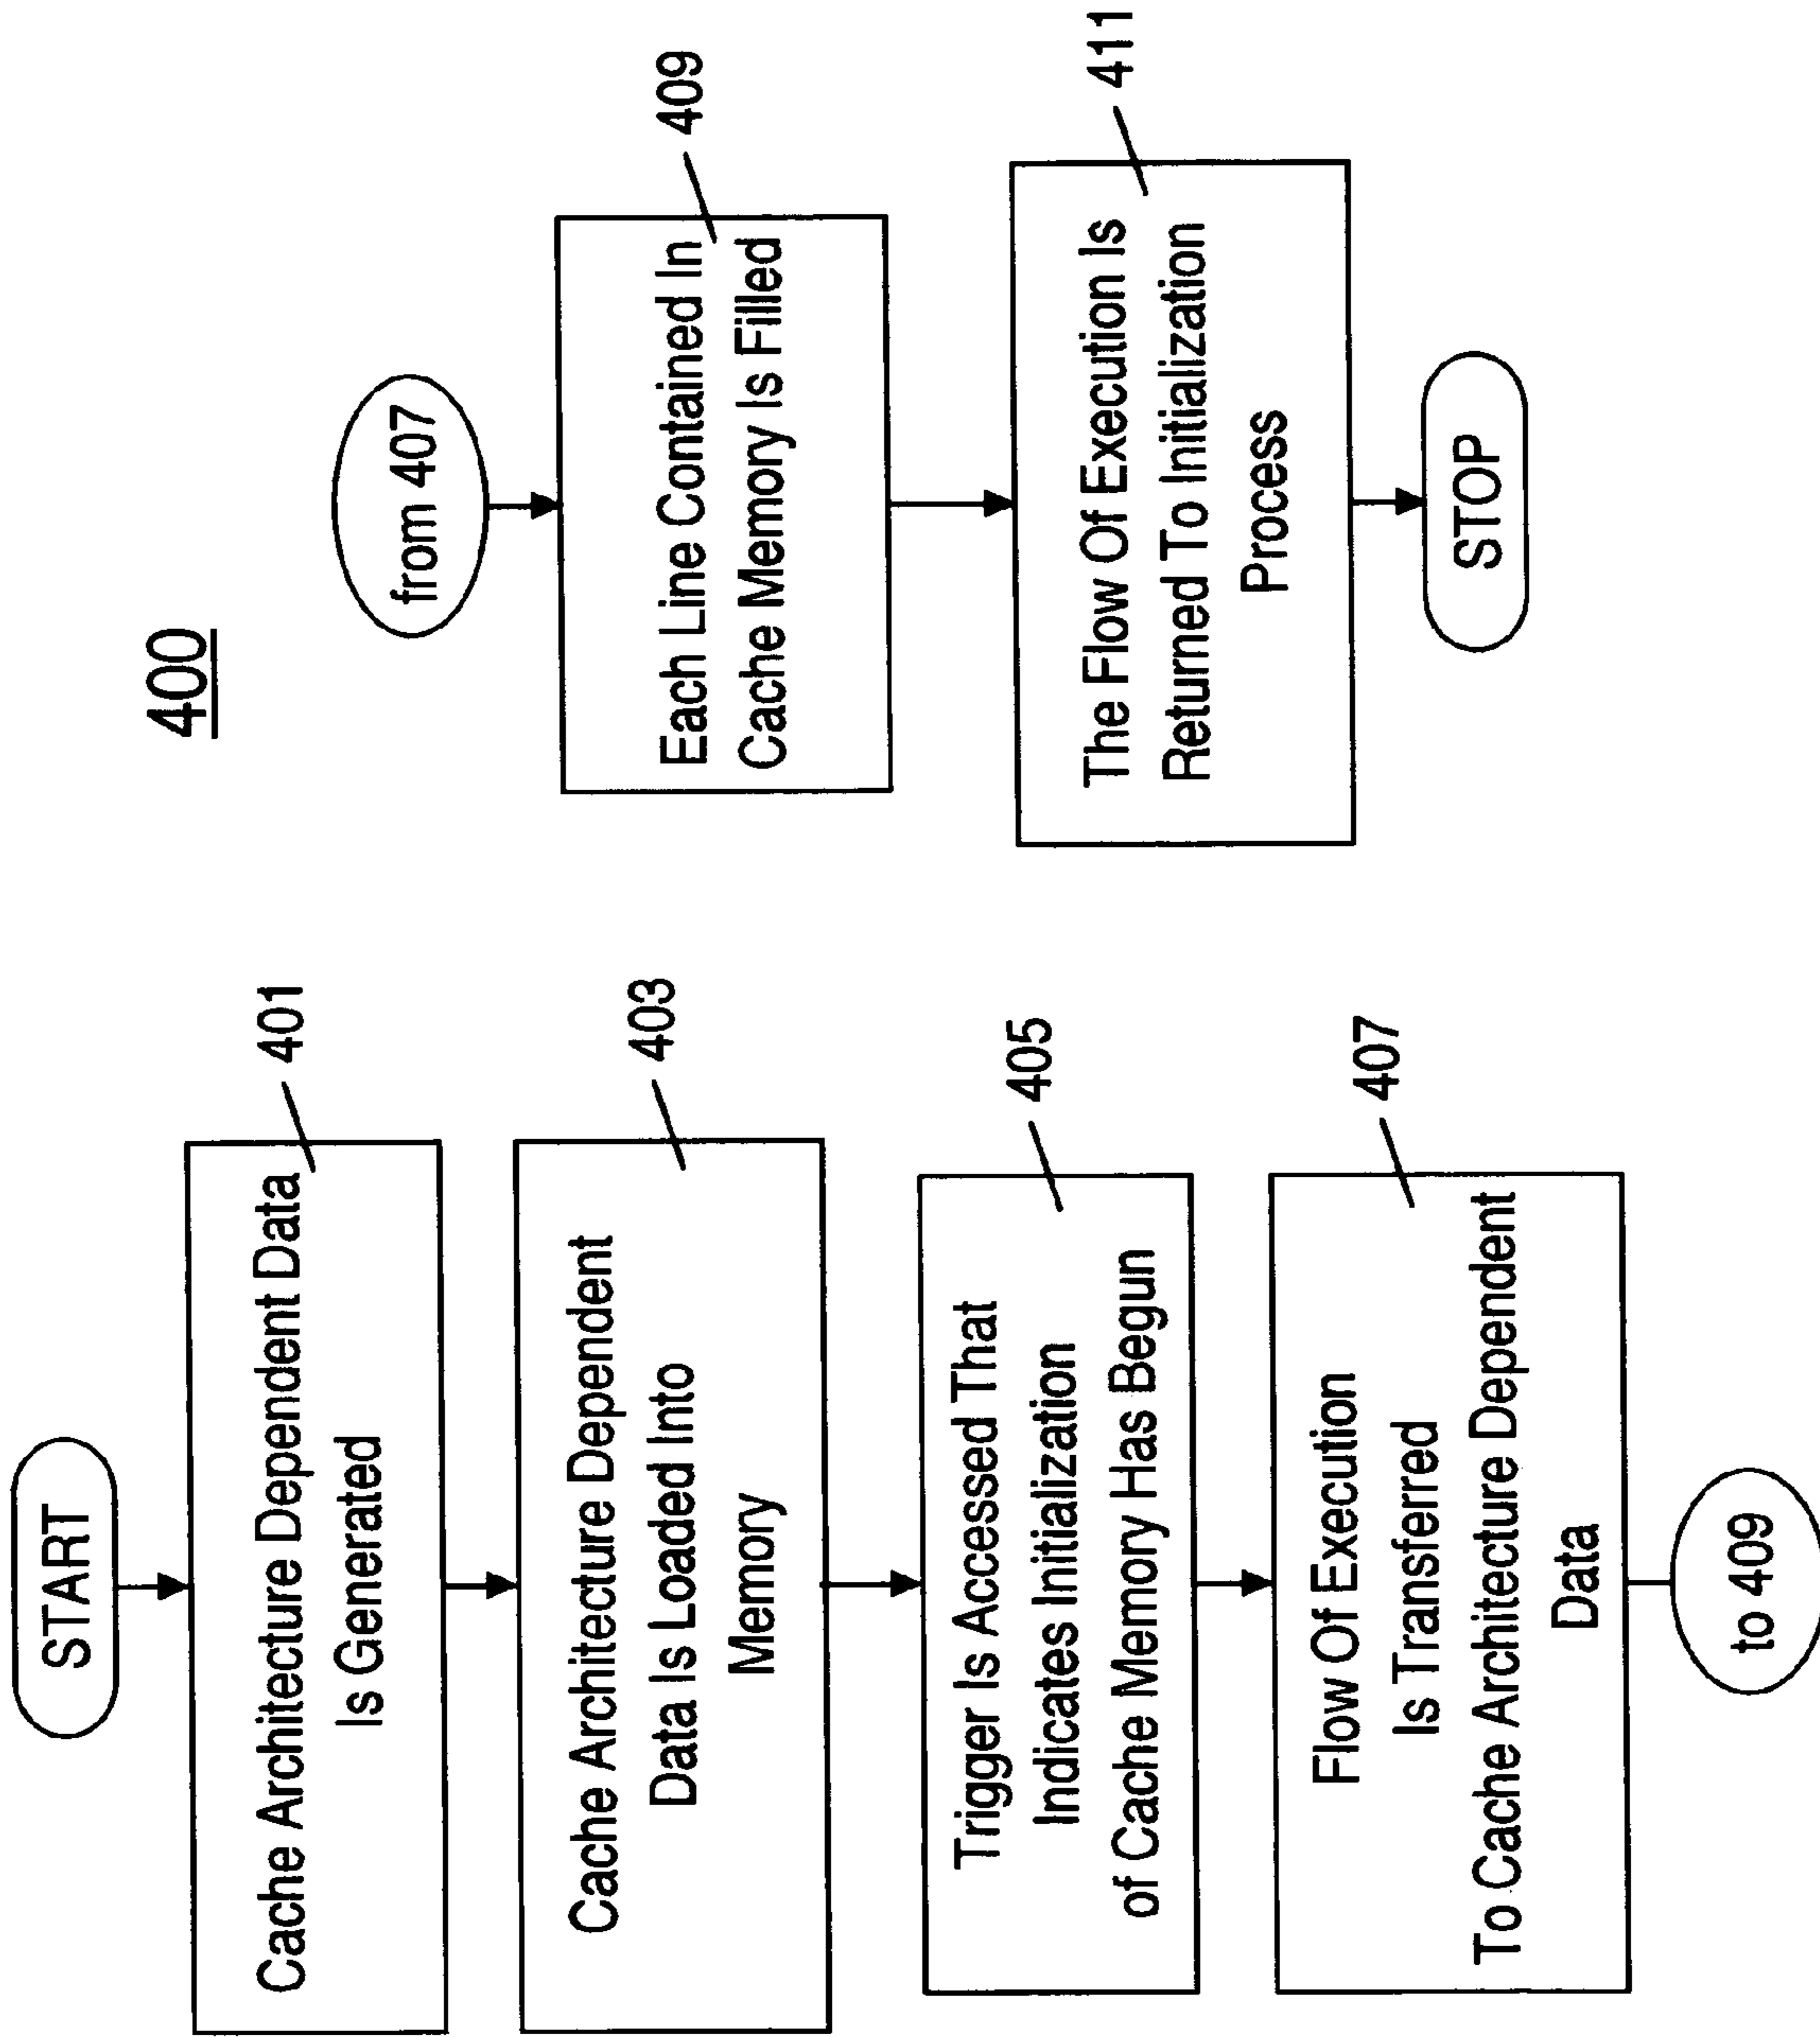 400
START
Cache Architecture Dependent Data
Is Generated
401
Cache Architecture Dependent
Data Is Loaded Into
Memory
403
Trigger Is Accessed That
Indicates Initialization
of Cache Memory Has Begun
405
Flow Of Execution
Is Transferred
To Cache Architecture Dependent
Data
407
to 409
from 407
Each Line Contained In
Cache Memory Is Filled
409
The Flow Of Execution Is
Returned To Initialization
Process
411
STOP